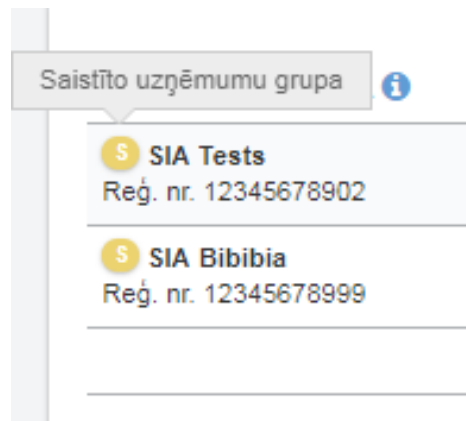 Saistīto uzņēmumu grupa
S SIA Tests
Reģ. nr. 12345678902
S SIA Bibibia
Reģ. nr. 12345678999